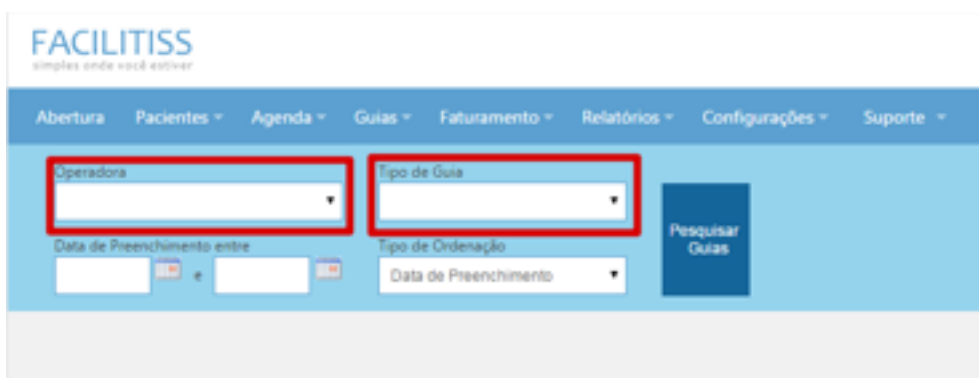 FACILITISS
simples onde você estiver
Abertura Pacientes Agenda Guias Faturamento Relatórios Configurações Suporte
Operadora Tipo de Guia
Pesquisar
Guias
Data de Preenchimento entre Tipo de Ordenação
e Data de Preenchimento